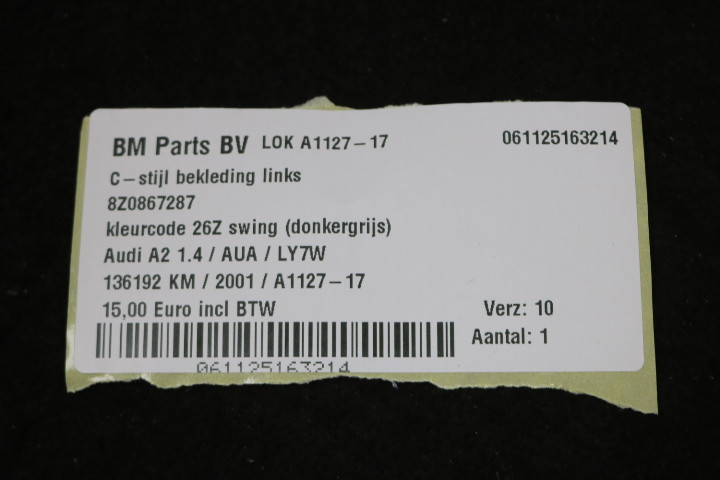 BM Parts BV LOK A1127-17 061125163214
C-stijl bekleding links
8Z0867287
kleurcode 26Z swing (donkergrijs)
Audi A2 1.4 / AUA / LY7W
136192 KM / 2001 / A1127-17
15,00 Euro incl BTW Verz: 10
Aantal: 1
061125163214